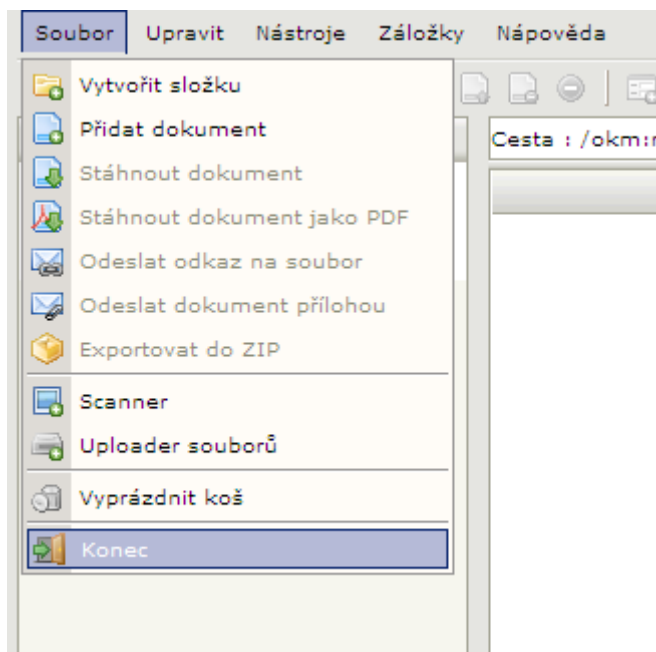 Soubor Upravit Nástroje Záložky Nápověda
Vytvořit složku
Přidat dokument
Cesta : /okm:
Stáhnout dokument
Stáhnout dokument jako PDF
Odeslat odkaz na soubor
Odeslat dokument přílohou
Exportovat do ZIP
Scanner
Uploader souborů
Vyprázdnit koš
Konec